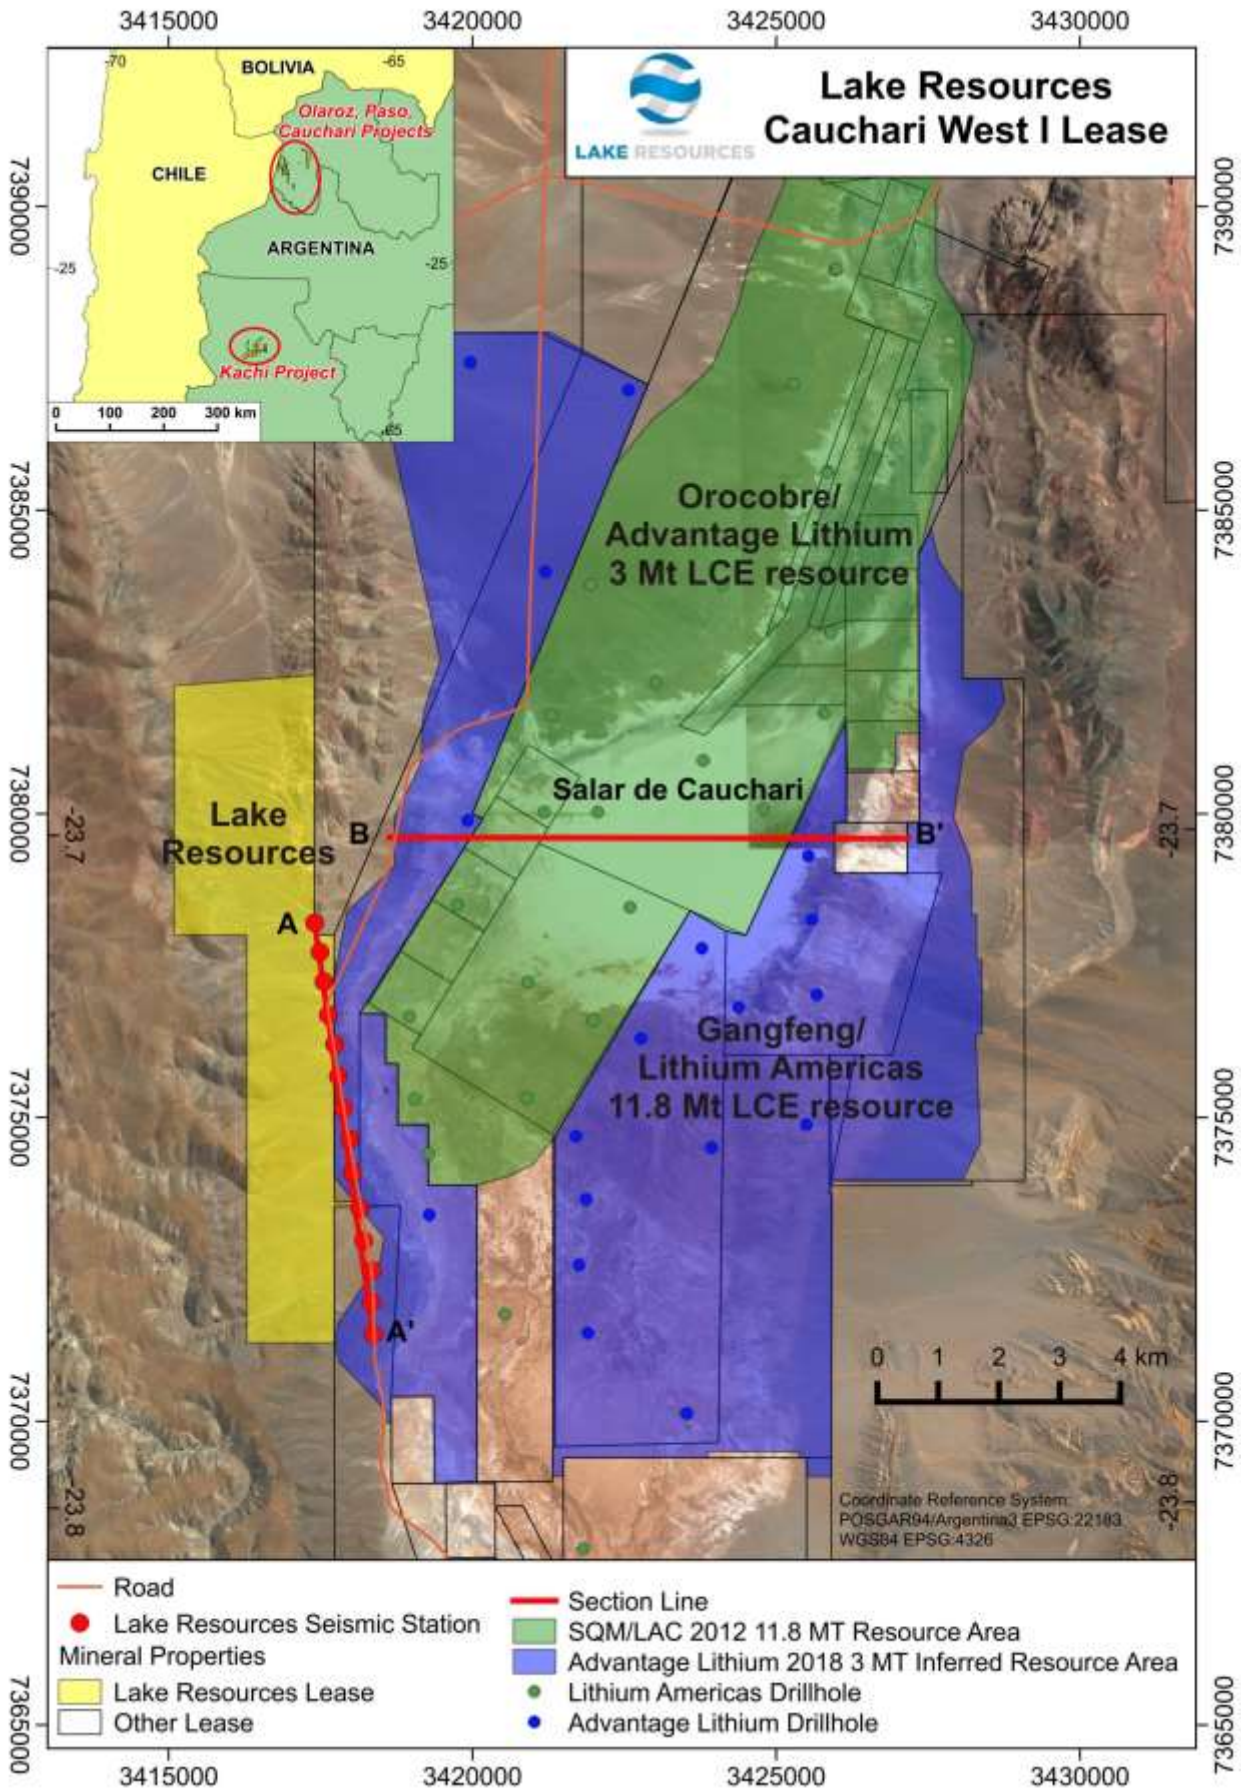 3415000 3420000 3425000 3430000
-70 BOLIVIA -65
Olaroz, Paso,
Cauchari Projects
CHILE
ARGENTINA
-25 -25
Kachi Project
0 100 200 300 km
-65
LAKE RESOURCES
Lake Resources
Cauchari West I Lease
7390000 7390000
7385000 7385000
Orocobre/
Advantage Lithium
3 Mt LCE resource
Salar de Cauchari
7380000 7380000
-23.7 -23.7
Lake
Resources
B B'
A
Gangfeng/
Lithium Americas
11.8 Mt LCE resource
7375000 7375000
A'
0 1 2 3 4 km
7370000 7370000
-23.8 -23.8
Coordinate Reference System:
POSGAR94/Argentina3 EPSG:22183
WGS84 EPSG:4326
Road
Lake Resources Seismic Station
Mineral Properties
Lake Resources Lease
Other Lease
Section Line
SQM/LAC 2012 11.8 MT Resource Area
Advantage Lithium 2018 3 MT Inferred Resource Area
Lithium Americas Drillhole
Advantage Lithium Drillhole
7365000 7365000
3415000 3420000 3425000 3430000